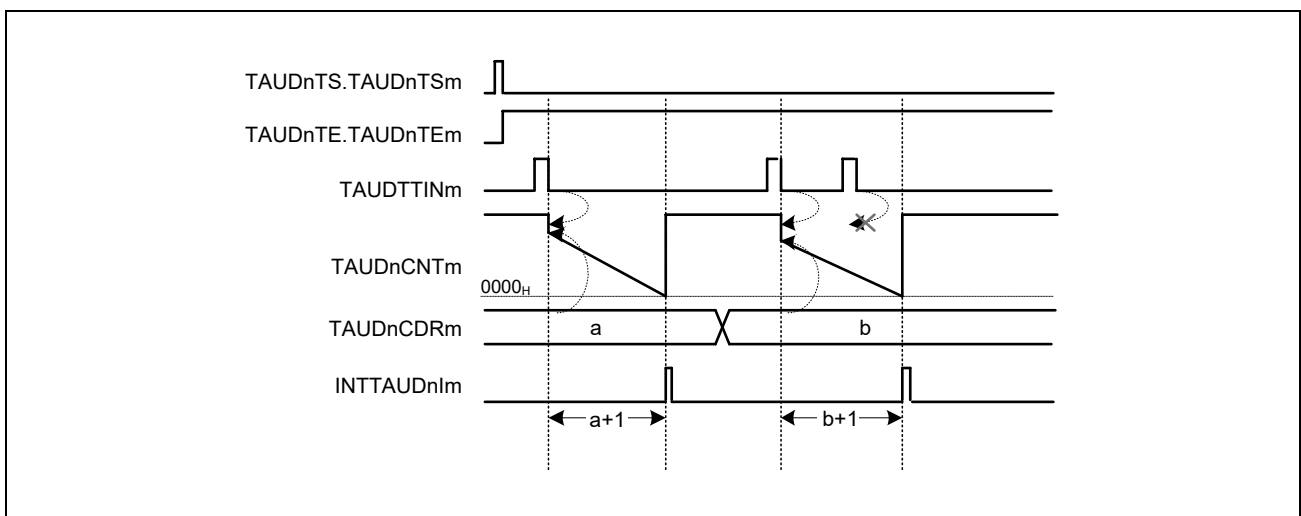 TAUDnTS.TAUDnTSm
TAUDnTE.TAUDnTEm
TAUDTTINm
TAUDnCNTm
0000H
TAUDnCDRm
a
b
INTTAUDnIm
a+1
b+1